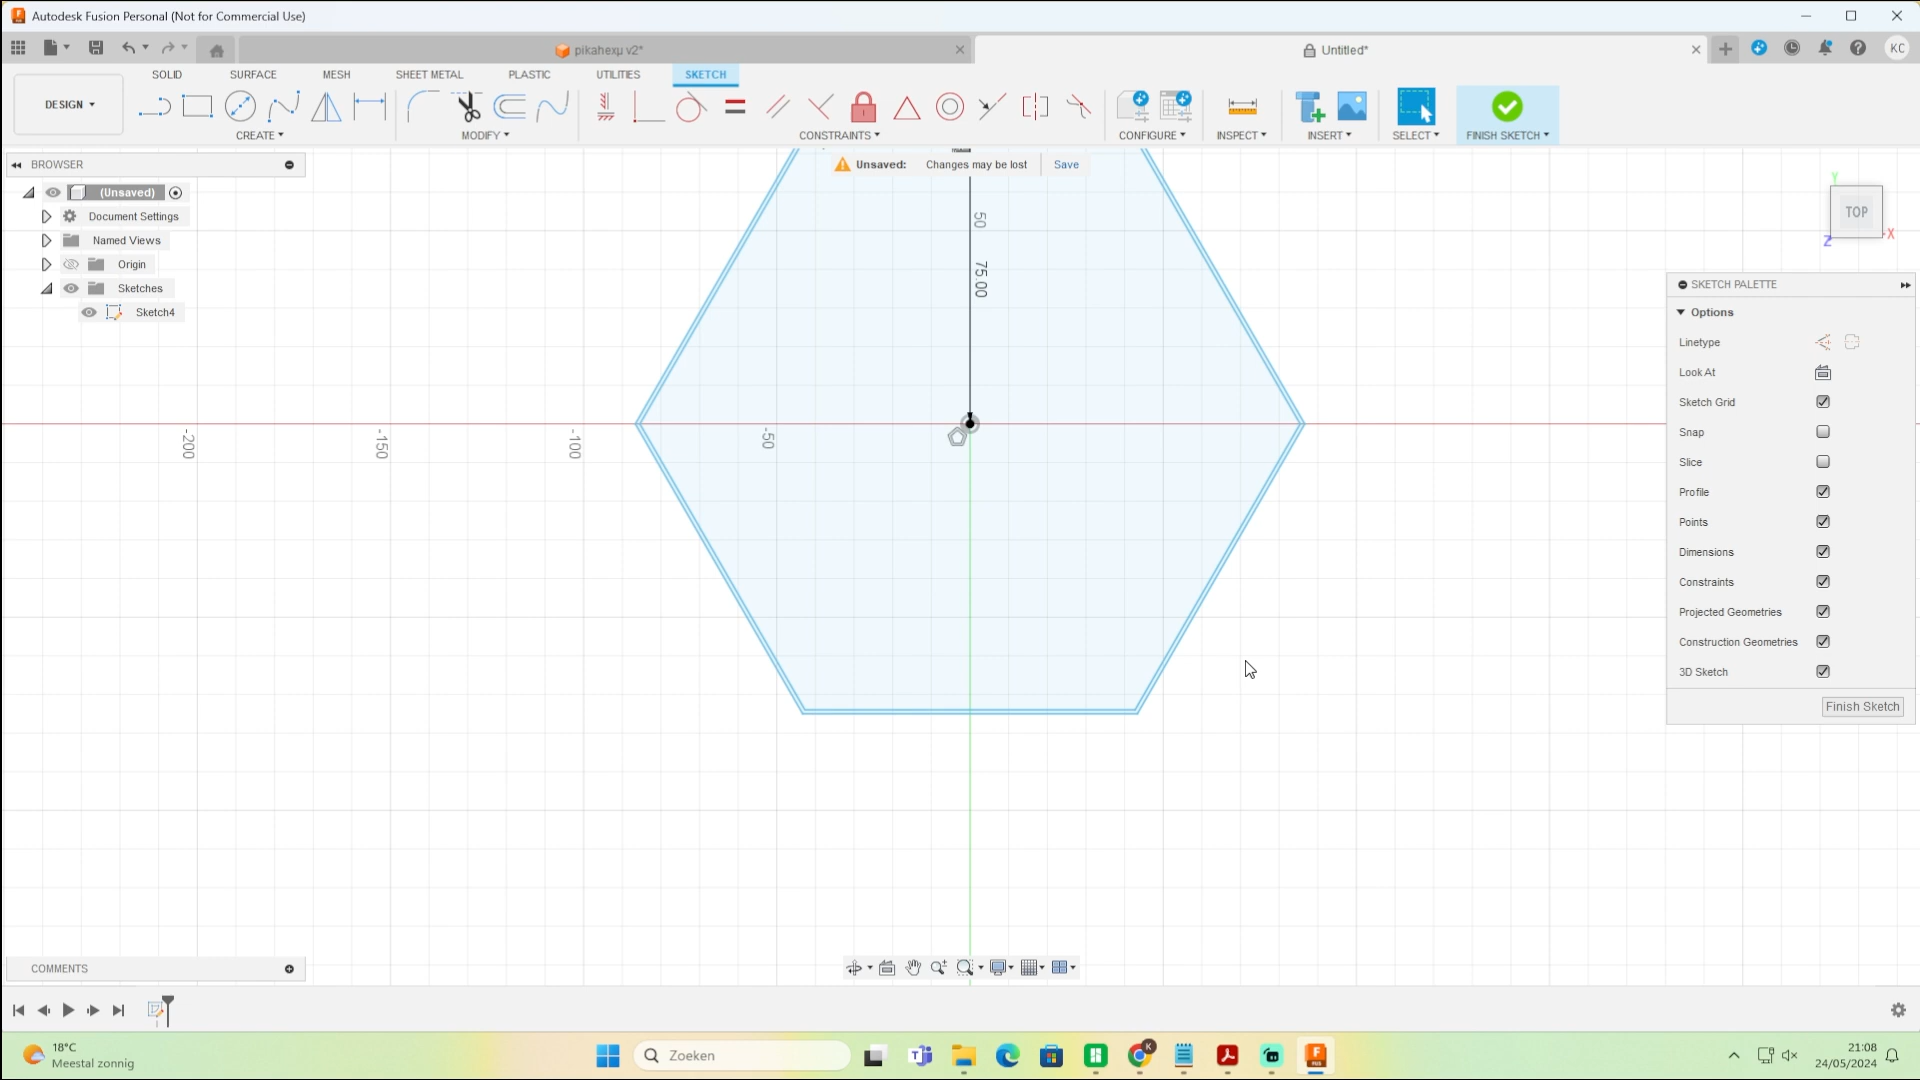 Autodesk Fusion Personal (Not for Commercial Use)
pikahexμ v2*
Untitled*
KC
DESIGN
SOLID
SURFACE
MESH
SHEET METAL
PLASTIC
UTILITIES
SKETCH
CREATE
MODIFY
CONSTRAINTS
CONFIGURE
INSPECT
INSERT
SELECT
FINISH SKETCH
BROWSER
Unsaved:
Changes may be lost
Save
(Unsaved)
Document Settings
Named Views
Origin
Sketches
Sketch4
50
75.00
-200
-150
-100
-50
Y
TOP
X
Z
SKETCH PALETTE
Options
Linetype
Look At
Sketch Grid
Snap
Slice
Profile
Points
Dimensions
Constraints
Projected Geometries
Construction Geometries
3D Sketch
Finish Sketch
COMMENTS
18°C
Meestal zonnig
Zoeken
K
21:08
24/05/2024